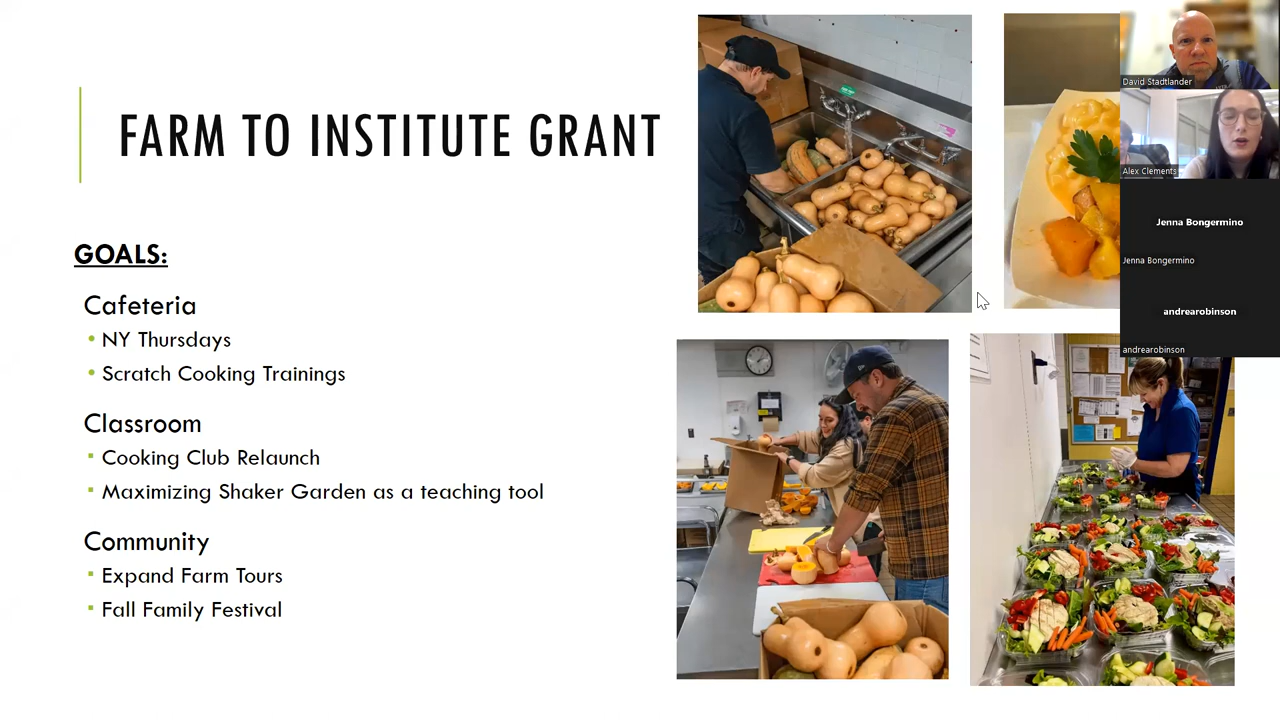 FARM TO INSTITUTE GRANT
GOALS:
Cafeteria
• NY Thursdays
• Scratch Cooking Trainings
Classroom
▪ Cooking Club Relaunch
▪ Maximizing Shaker Garden as a teaching tool
Community
▪ Expand Farm Tours
▪ Fall Family Festival
David Stadtlander
Alex Clements
Jenna Bongermino
Jenna Bongermino
andrearobinson
andrearobinson